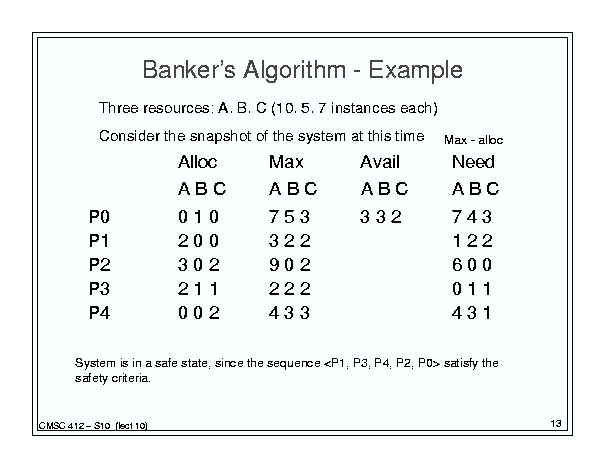 Banker's Algorithm - Example
Three resources: A. B. C (10. 5. 7 instances each)
Consider the snapshot of the system at this time Max - alloc
Alloc Max Avail Need
A B C A B C A B C A B C
P0 0 1 0 7 5 3 3 3 2 7 4 3
P1 2 0 0 3 2 2 1 2 2
P2 3 0 2 9 0 2 6 0 0
P3 2 1 1 2 2 2 0 1 1
P4 0 0 2 4 3 3 4 3 1
System is in a safe state, since the sequence <P1, P3, P4, P2, P0> satisfy the
safety criteria.
CMSC 412 – S10 (lect 10) 13